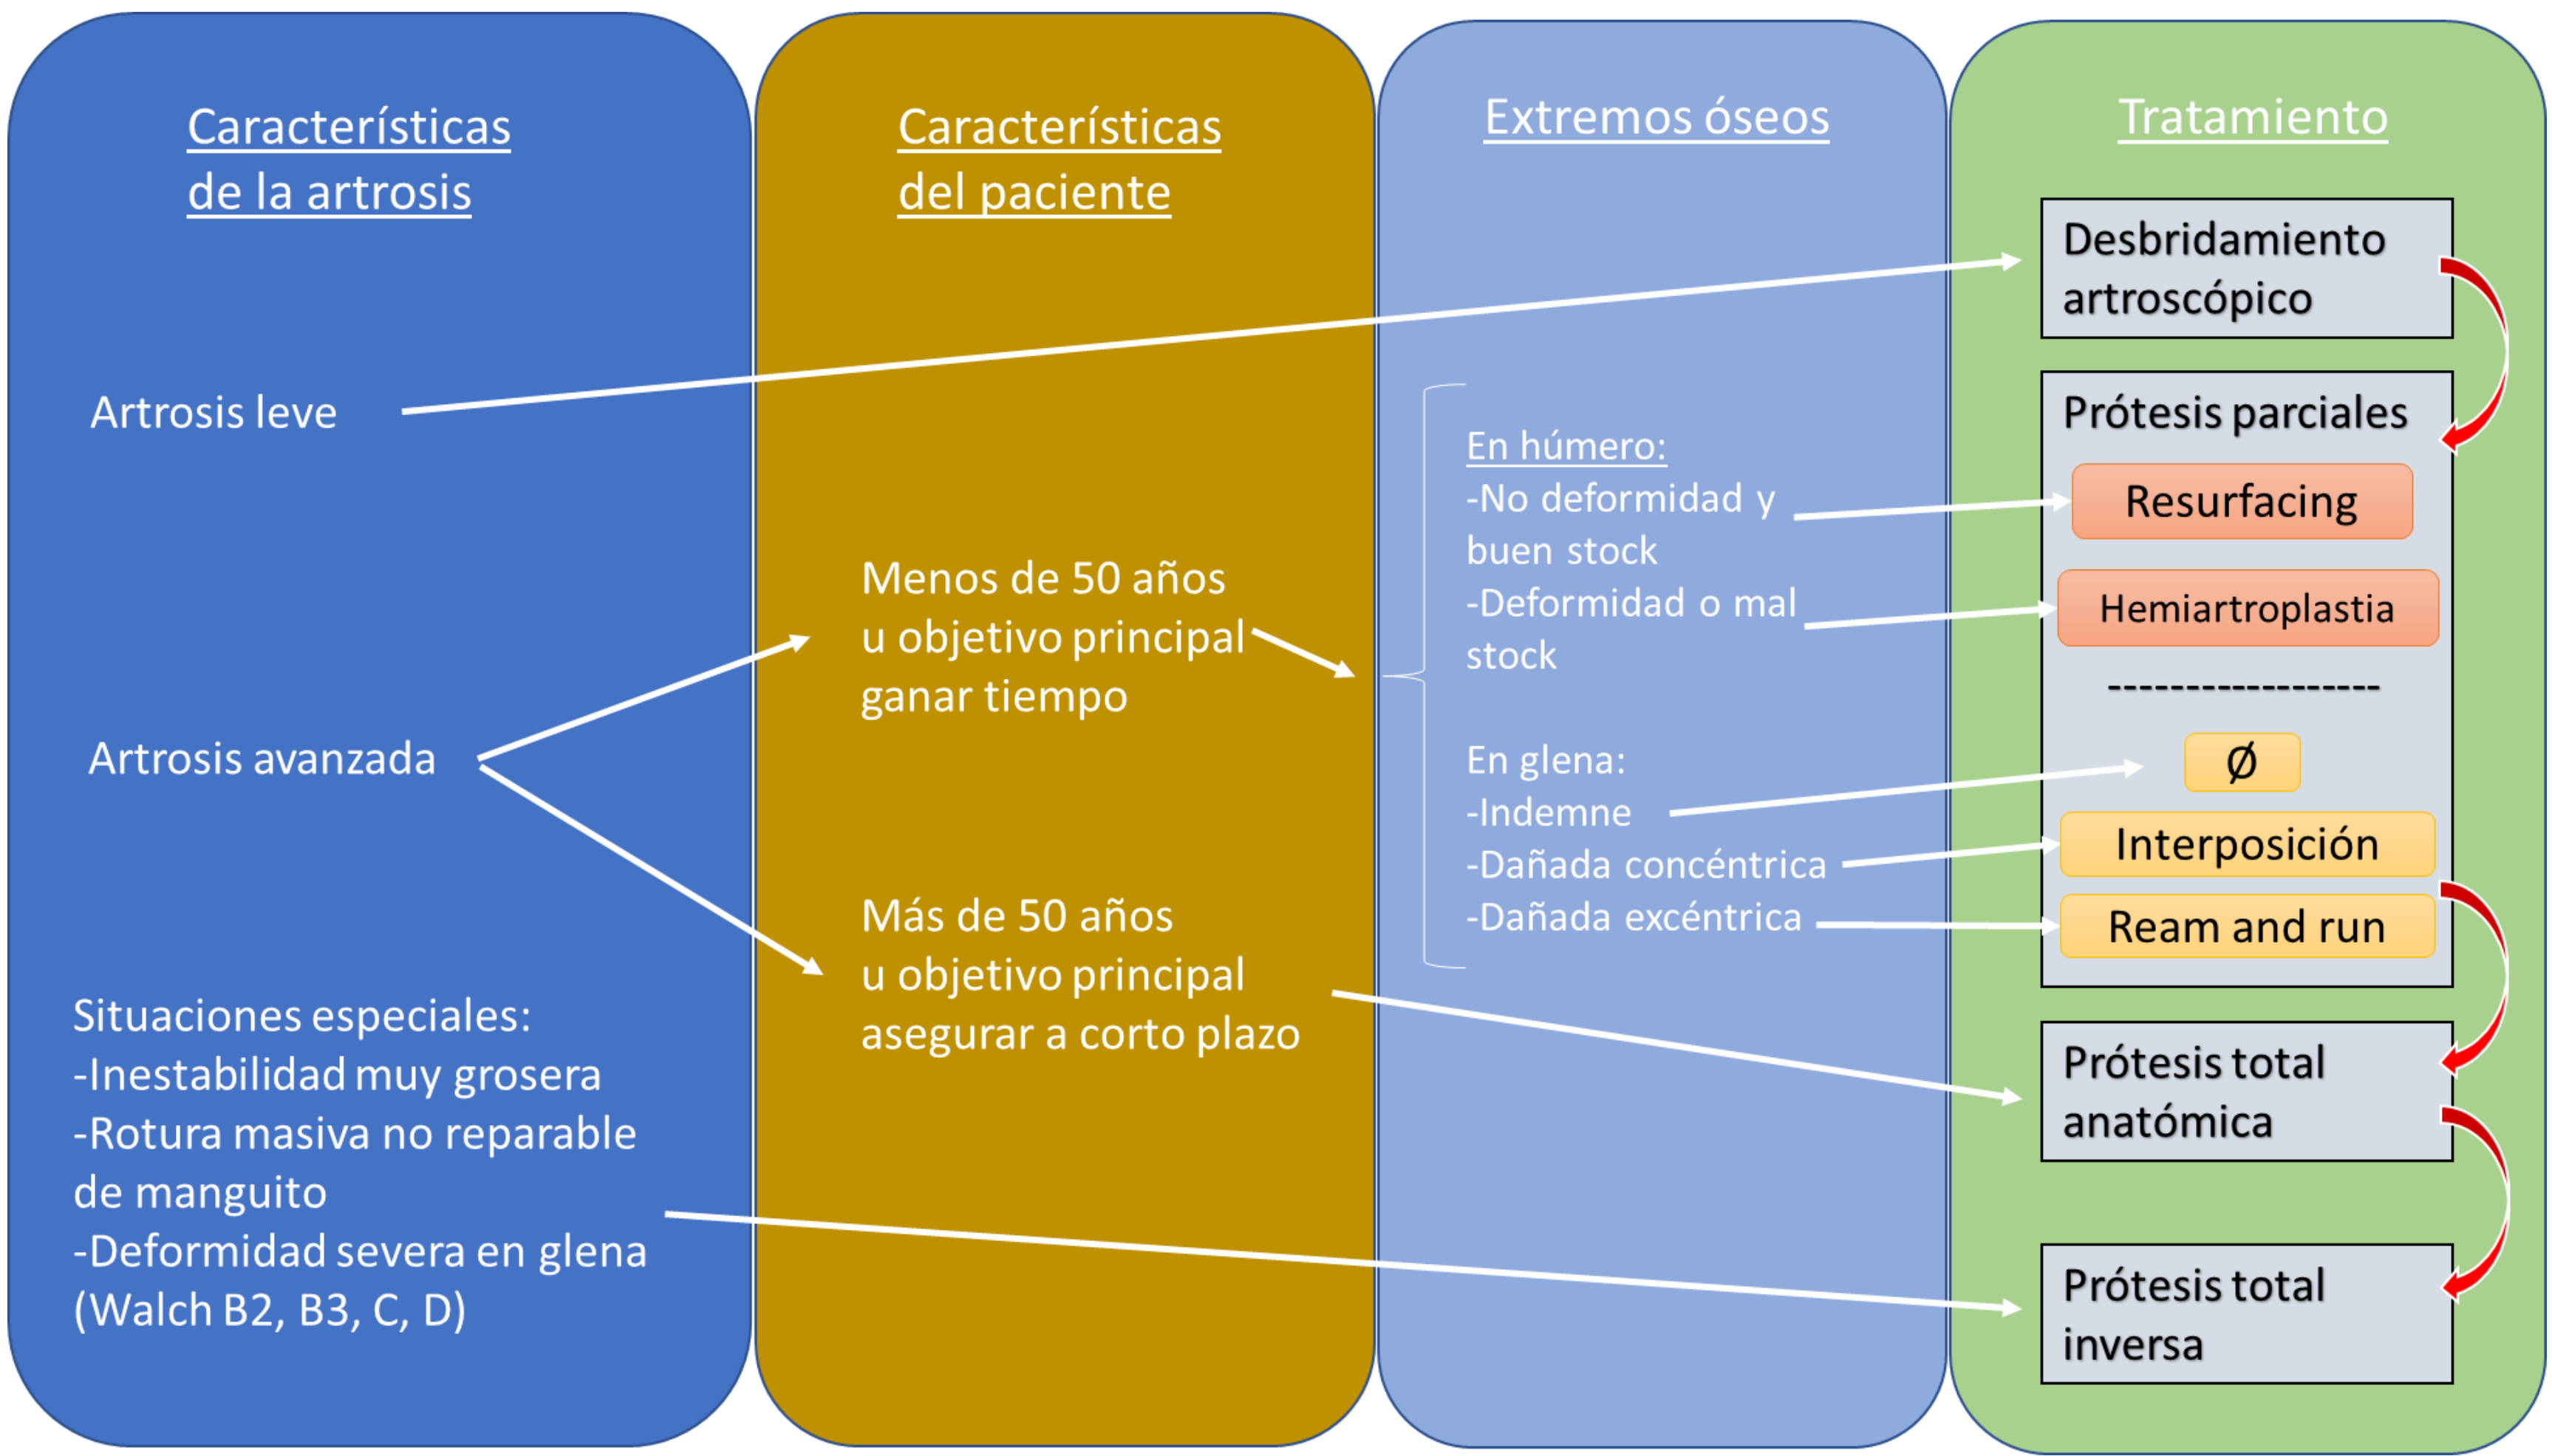 Características
de la artrosis
Artrosis leve
Artrosis avanzada
Situaciones especiales:
-Inestabilidad muy grosera
-Rotura masiva no reparable
de manguito
-Deformidad severa en glena
(Walch B2, B3, C, D)
Características
del paciente
Menos de 50 años
u objetivo principal
ganar tiempo
Más de 50 años
u objetivo principal
asegurar a corto plazo
Extremos óseos
En húmero:
-No deformidad y
buen stock
-Deformidad o mal
stock
En glena:
-Indemne
-Dañada concéntrica
-Dañada excéntrica
Tratamiento
Desbridamiento
artroscópico
Prótesis parciales
Resurfacing
Hemiartroplastia
------------------
Ø
Interposición
Ream and run
Prótesis total
anatómica
Prótesis total
inversa